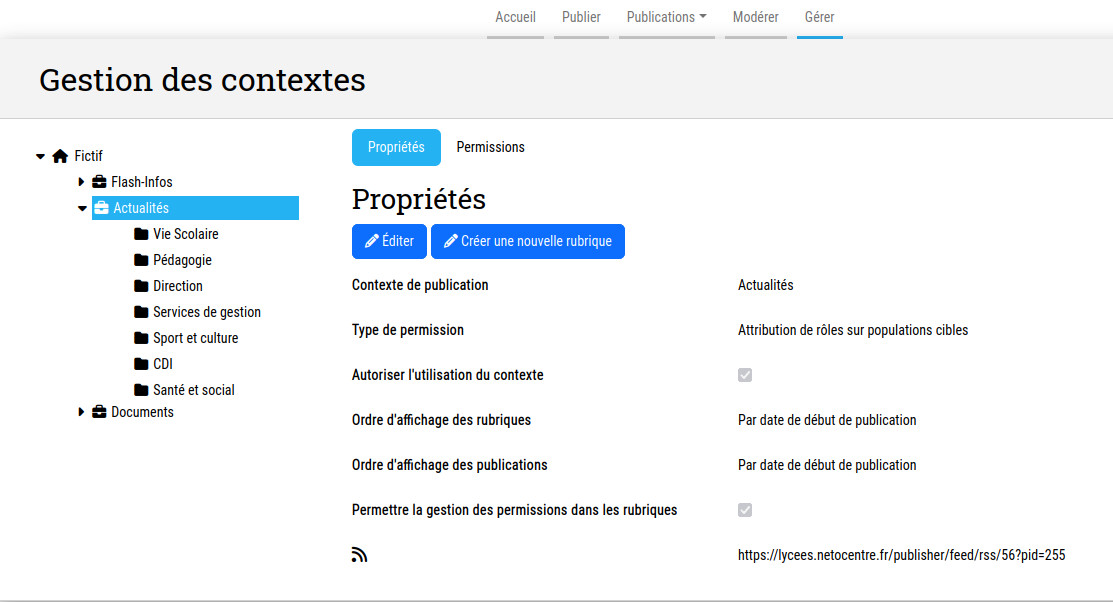 Accueil Publier Publications Modérer Gérer
Gestion des contextes
Fictif
Flash-Infos
Actualités
Vie Scolaire
Pédagogie
Direction
Services de gestion
Sport et culture
CDI
Santé et social
Documents
Propriétés Permissions
Propriétés
Éditer Créer une nouvelle rubrique
Contexte de publication Actualités
Type de permission Attribution de rôles sur populations cibles
Autoriser l'utilisation du contexte
Ordre d'affichage des rubriques Par date de début de publication
Ordre d'affichage des publications Par date de début de publication
Permettre la gestion des permissions dans les rubriques
https://lycees.netocentre.fr/publisher/feed/rss/56?pid=255